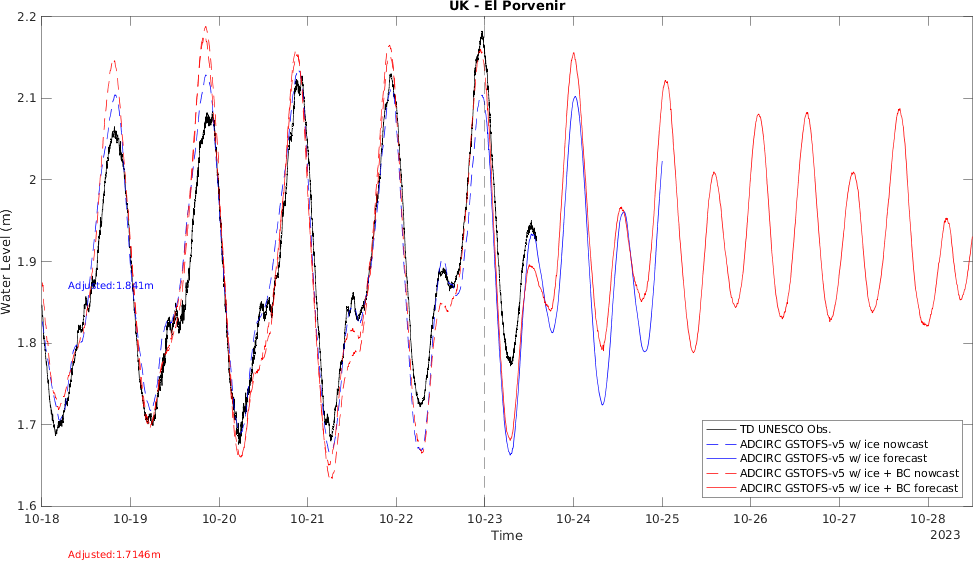 UK - El Porvenir
2.2
2.1
2
1.9
1.8
1.7
1.6
Water Level (m)
Adjusted:1.841m
TD UNESCO Obs.
ADCIRC GSTOFS-v5 w/ ice nowcast
ADCIRC GSTOFS-v5 w/ ice forecast
ADCIRC GSTOFS-v5 w/ ice + BC nowcast
ADCIRC GSTOFS-v5 w/ ice + BC forecast
10-18 10-19 10-20 10-21 10-22 10-23 10-24 10-25 10-26 10-27 10-28
Time
2023
Adjusted:1.7146m